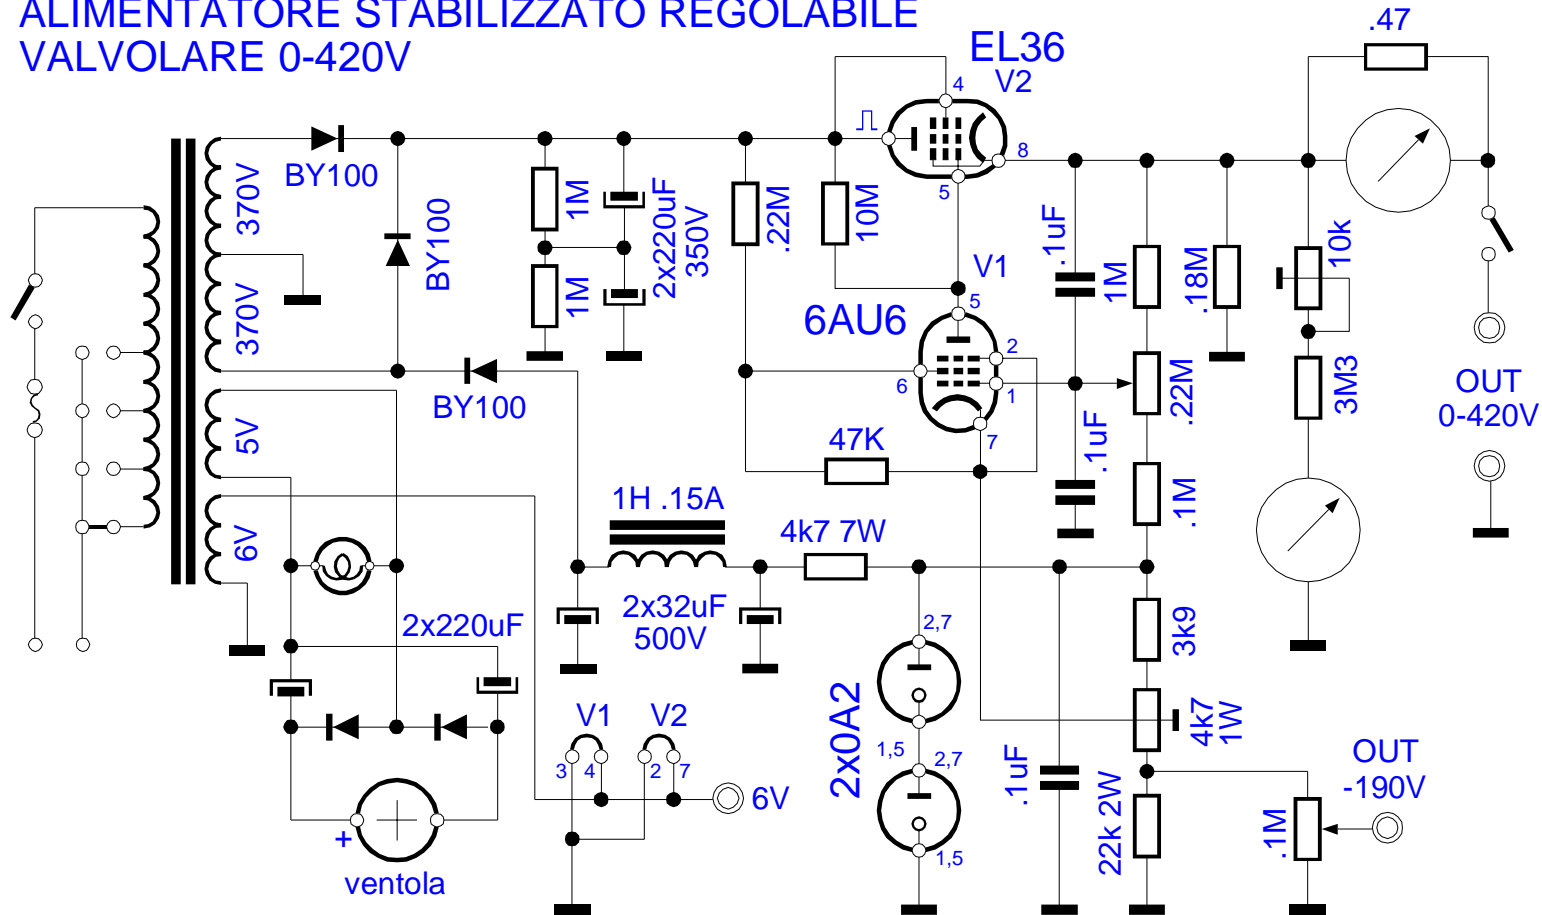 ALIMENTATORE STABILIZZATO REGOLABILE
VALVOLARE 0-420V
.47
EL36
V2
4
8
5
BY100
370V
BY100
1M
2x220uF
350V
.22M
10M
.1uF
1M
.18M
10k
V1
5
6AU6
370V
1M
2
6
1
7
BY100
.22M
3M3
OUT
0-420V
5V
47K
.1uF
.1M
6V
1H .15A
4k7 7W
2x220uF
2x32uF
500V
2,7
3k9
2x0A2
1,5
2,7
4k7
1W
V1
V2
3
4
2
7
6V
.1uF
22k 2W
OUT
-190V
.1M
+
1,5
ventola